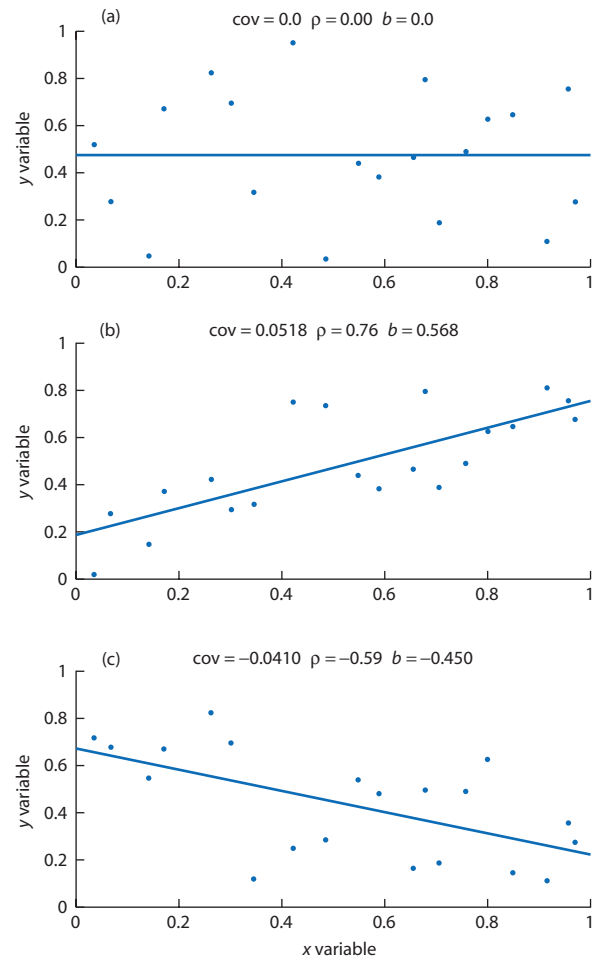 (a)
cov = 0.0 ρ = 0.00 b = 0.0
1
0.8
0.6
0.4
0.2
0
y variable
0 0.2 0.4 0.6 0.8 1
(b)
cov = 0.0518 ρ = 0.76 b = 0.568
1
0.8
0.6
0.4
0.2
0
y variable
0 0.2 0.4 0.6 0.8 1
(c)
cov = −0.0410 ρ = −0.59 b = −0.450
1
0.8
0.6
0.4
0.2
0
y variable
0 0.2 0.4 0.6 0.8 1
x variable